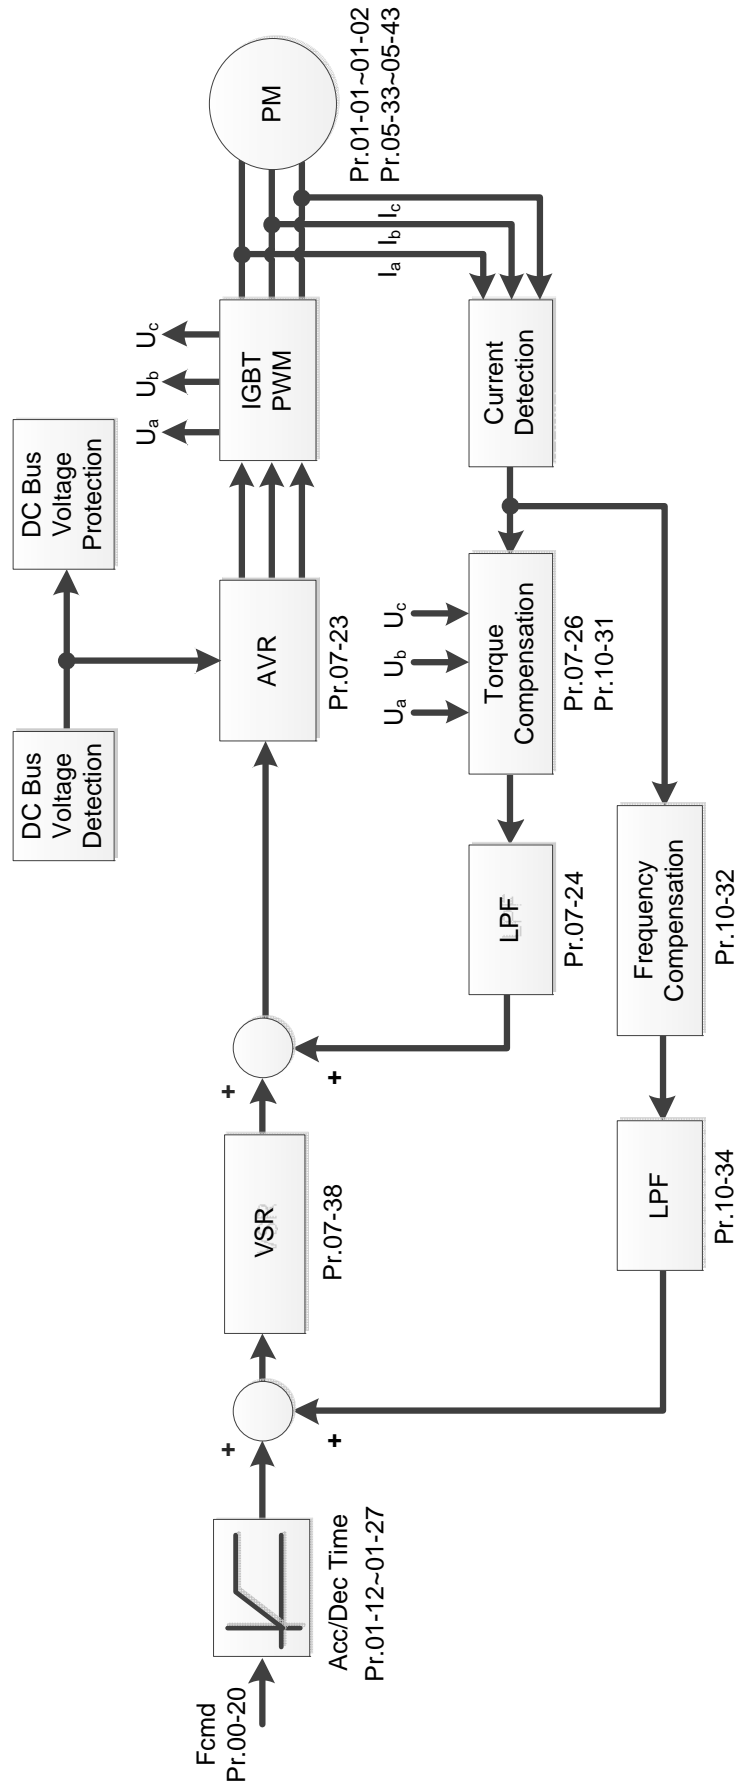 Fcmd
Pr.00-20
Acc/Dec Time
Pr.01-12~01-27
+
+
VSR
Pr.07-38
+
+
DC Bus
Voltage
Detection
DC Bus
Voltage
Protection
AVR
Pr.07-23
Ua
Ub
Uc
IGBT
PWM
PM
Pr.01-01~01-02
Pr.05-33~05-43
Ia
Ib
Ic
LPF
Pr.07-24
Ua
Ub
Uc
Torque
Compensation
Pr.07-26
Pr.10-31
Current
Detection
LPF
Pr.10-34
Frequency
Compensation
Pr.10-32